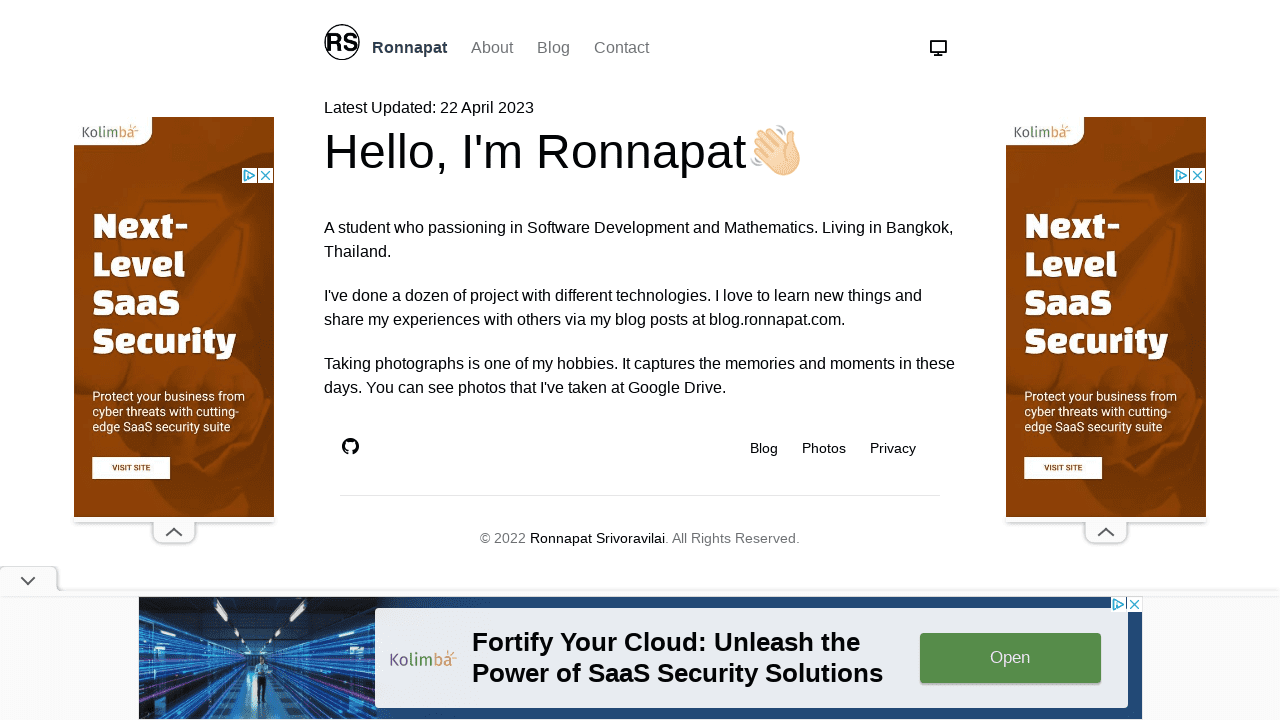 RS Ronnapat About Blog Contact
Latest Updated: 22 April 2023
Hello, I'm Ronnapat
A student who passioning in Software Development and Mathematics. Living in Bangkok,
Thailand.
I've done a dozen of project with different technologies. I love to learn new things and
share my experiences with others via my blog posts at blog.ronnapat.com.
Taking photographs is one of my hobbies. It captures the memories and moments in these
days. You can see photos that I've taken at Google Drive.
Blog Photos Privacy
© 2022 Ronnapat Srivoravilai. All Rights Reserved.
Kolimba
Next-
Level
SaaS
Security
Protect your business from
cyber threats with cutting-
edge SaaS security suite
VISIT SITE
Kolimba
Next-
Level
SaaS
Security
Protect your business from
cyber threats with cutting-
edge SaaS security suite
VISIT SITE
Kolimba
Fortify Your Cloud: Unleash the
Power of SaaS Security Solutions
Open